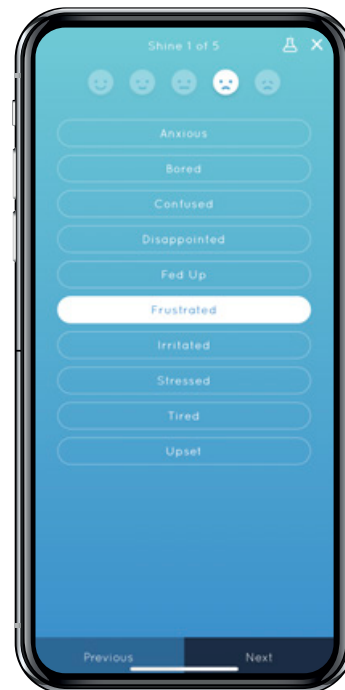 Shine 1 of 5
Anxious
Bored
Confused
Disappointed
Fed Up
Frustrated
Irritated
Stressed
Tired
Upset
Previous Next